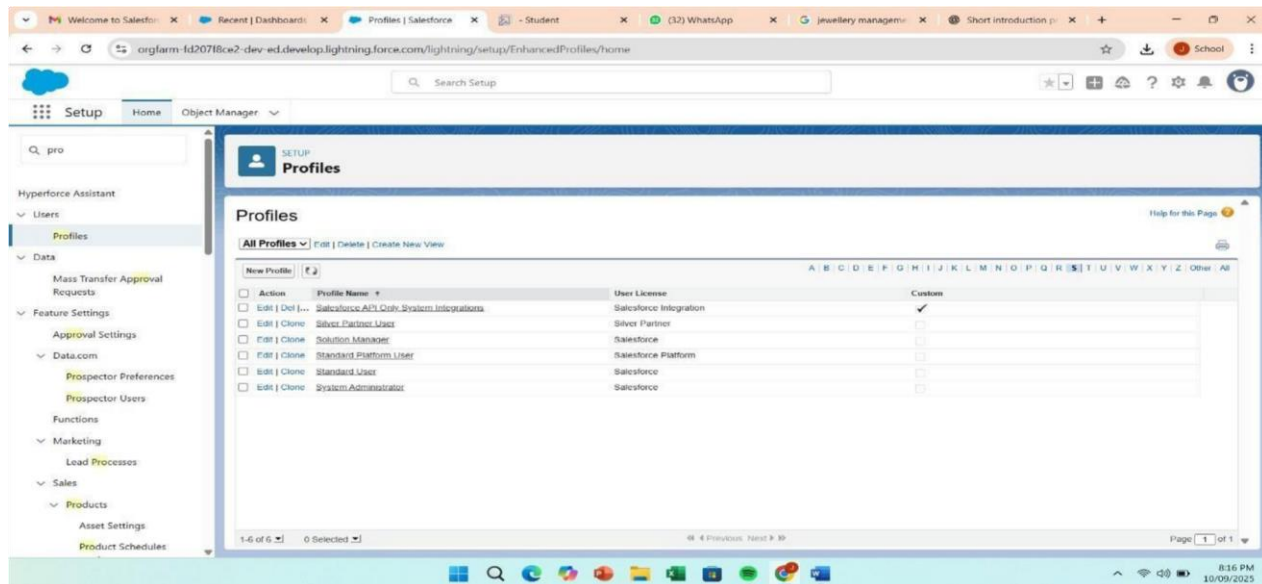 Welcome to Salesfor
Recent | Dashboards
Profiles | Salesforce
- Student
(32) WhatsApp
jewellery manageme
Short introduction p
orgfarm-fd207f8ce2-dev-ed.develop.lightning.force.com/lightning/setup/EnhancedProfiles/home
School
Search Setup
Setup Home Object Manager
pro
SETUP
Profiles
Hyperforce Assistant
Users
Profiles
Data
Mass Transfer Approval
Requests
Feature Settings
Approval Settings
Data.com
Prospector Preferences
Prospector Users
Functions
Marketing
Lead Processes
Sales
Products
Asset Settings
Product Schedules
Profiles
Help for this Page
All Profiles Edit | Delete | Create New View
New Profile A | B | C | D | E | F | G | H | I | J | K | L | M | N | O | P | Q | R | S | T | U | V | W | X | Y | Z | Other | All
Action Profile Name User License Custom
Edit | Del |... Salesforce API Only System Integrations Salesforce Integration
Edit | Clone Silver Partner User Silver Partner
Edit | Clone Solution Manager Salesforce
Edit | Clone Standard Platform User Salesforce Platform
Edit | Clone Standard User Salesforce
Edit | Clone System Administrator Salesforce
1-6 of 6 0 Selected Previous Next Page 1 of 1
8:16 PM
10/09/2025